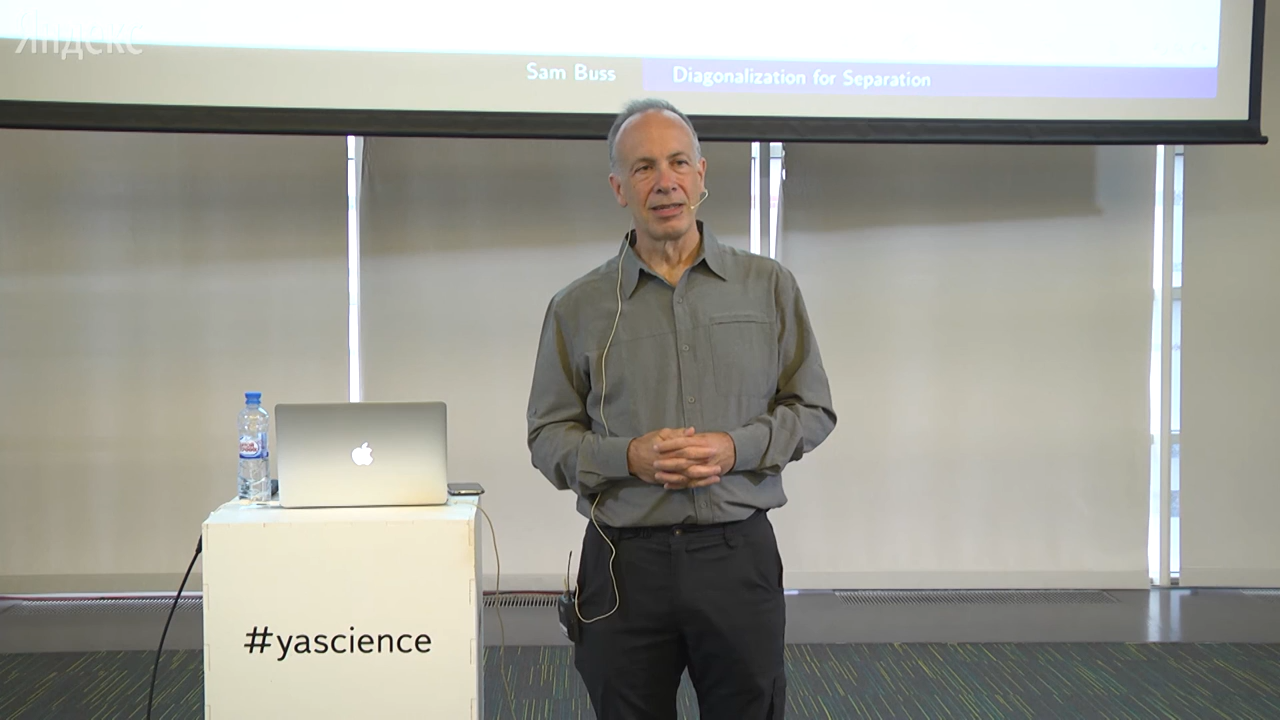 Яндекс
Sam Buss
Diagonalization for Separation
#yascience